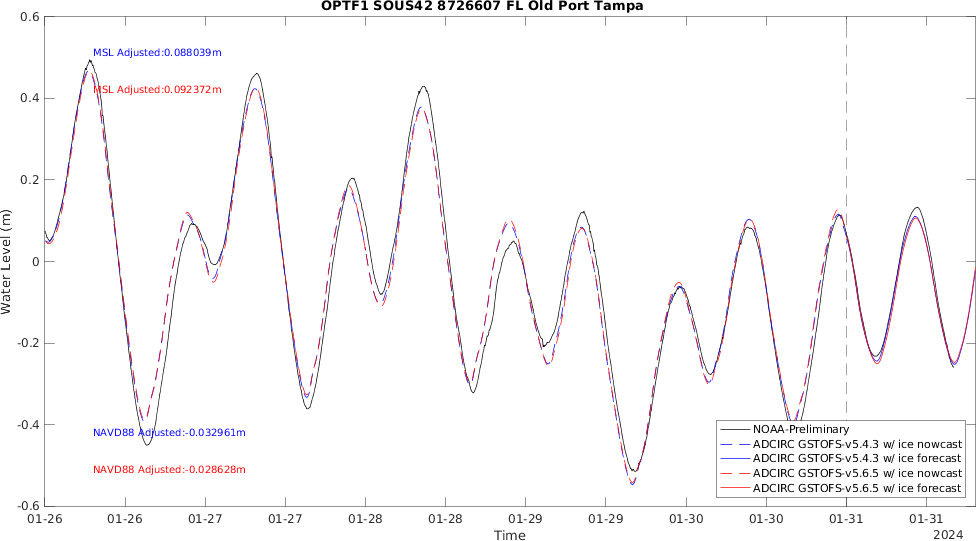 OPTF1 SOUS42 8726607 FL Old Port Tampa
0.6
MSL Adjusted:0.088039m
MSL Adjusted:0.092372m
0.4
0.2
Water Level (m)
0
-0.2
-0.4
NAVD88 Adjusted:-0.032961m
NAVD88 Adjusted:-0.028628m
-0.6
NOAA-Preliminary
ADCIRC GSTOFS-v5.4.3 w/ ice nowcast
ADCIRC GSTOFS-v5.4.3 w/ ice forecast
ADCIRC GSTOFS-v5.6.5 w/ ice nowcast
ADCIRC GSTOFS-v5.6.5 w/ ice forecast
01-26 01-26 01-27 01-27 01-28 01-28 01-29 01-29 01-30 01-30 01-31 01-31
Time
2024